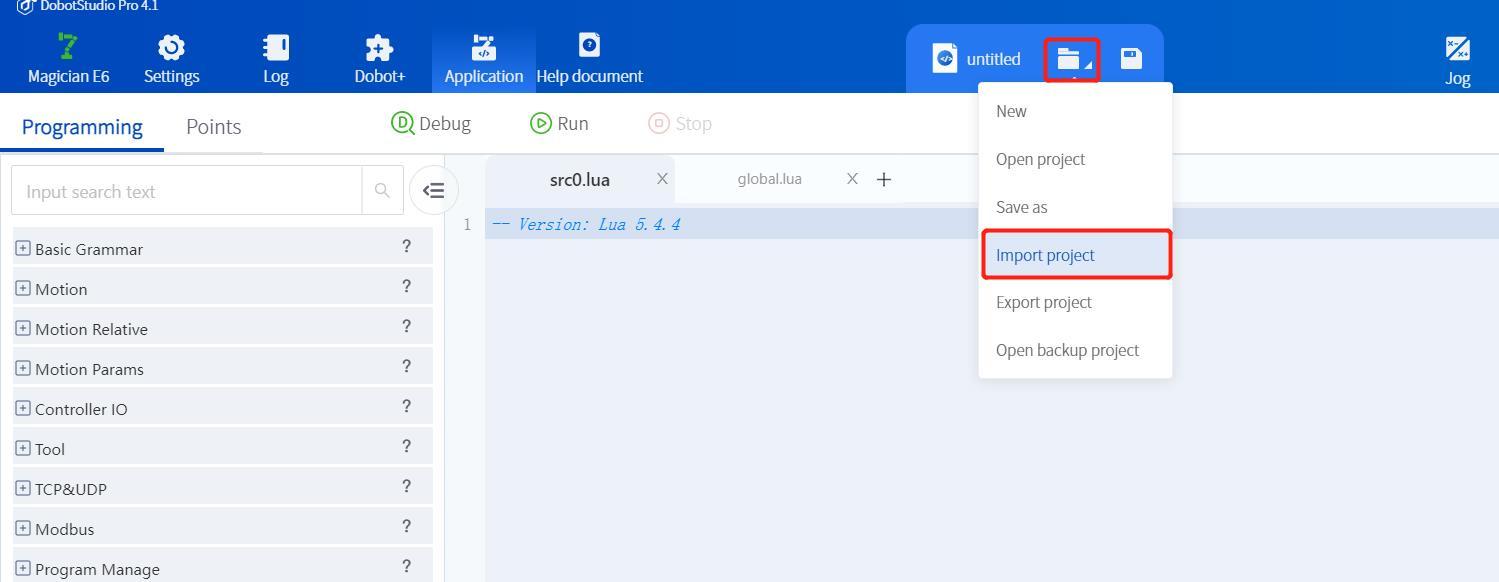 DobotStudio Pro 4.1
Magician E6
Settings
Log
Dobot+
Application
Help document
untitled
Jog
Programming
Points
Debug
Run
Stop
New
Open project
Save as
Import project
Export project
Open backup project
Input search text
src0.lua X
global.lua X +
1 -- Version: Lua 5.4.4
Basic Grammar ?
Motion ?
Motion Relative ?
Motion Params ?
Controller IO ?
Tool ?
TCP&UDP ?
Modbus ?
Program Manage ?